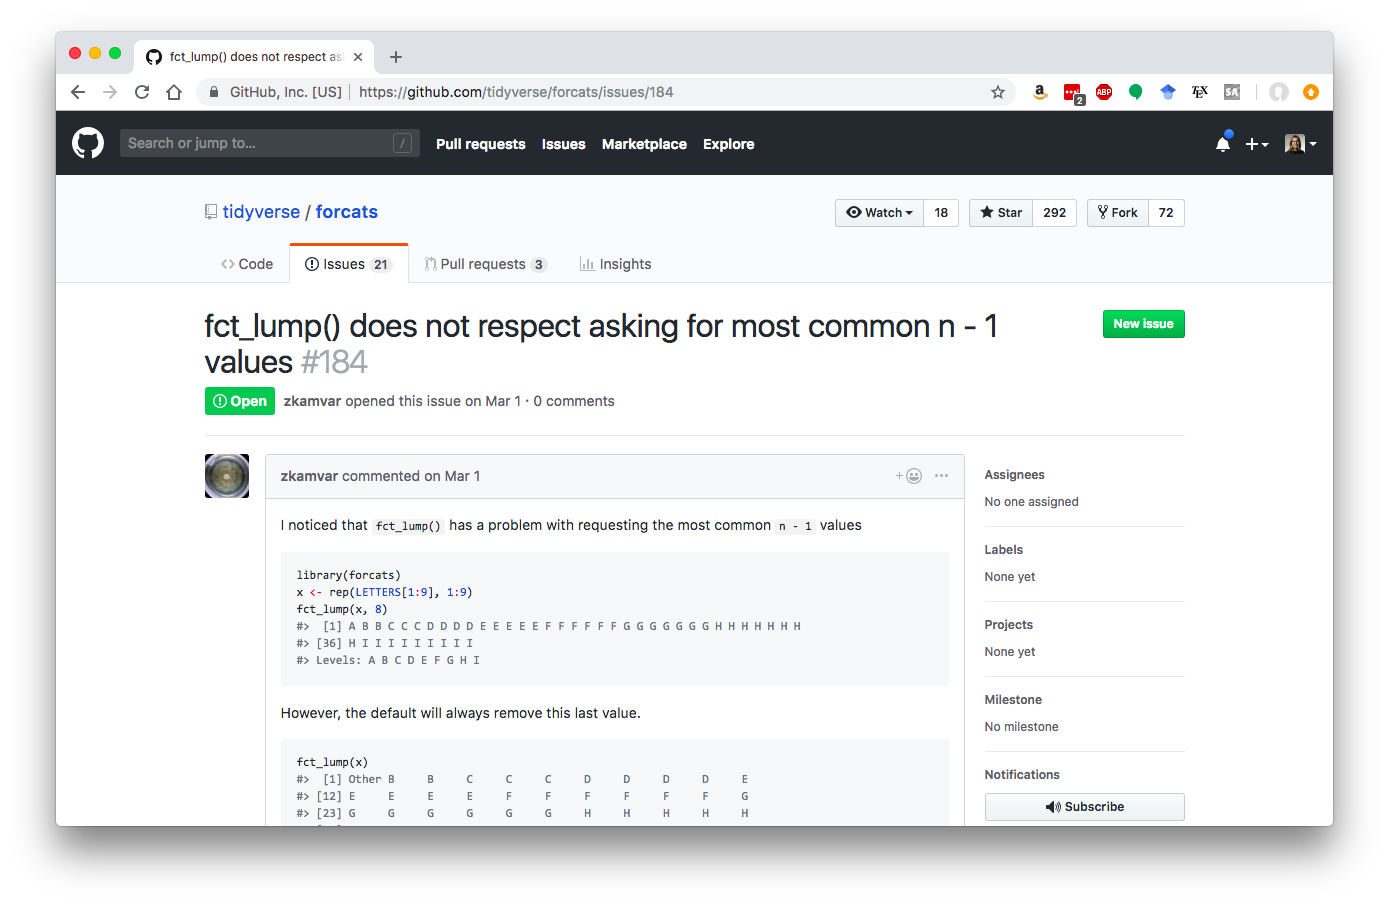 fct_lump() does not respect as
GitHub, Inc. [US] https://github.com/tidyverse/forcats/issues/184
a 2 ABP TEX SA
Search or jump to... / Pull requests Issues Marketplace Explore
tidyverse / forcats
Watch 18 Star 292 Fork 72
Code Issues 21 Pull requests 3 Insights
fct_lump() does not respect asking for most common n - 1
values #184
New issue
Open zkamvar opened this issue on Mar 1 · 0 comments
zkamvar commented on Mar 1
I noticed that fct_lump() has a problem with requesting the most common n - 1 values
library(forcats)
x <- rep(LETTERS[1:9], 1:9)
fct_lump(x, 8)
#>  [1] A B B C C C D D D D E E E E E F F F F F F G G G G G G G H H H H H H H
#> [36] H I I I I I I I I I
#> Levels: A B C D E F G H I
However, the default will always remove this last value.
fct_lump(x)
#>  [1] Other B B C C C D D D D E
#> [12] E E E E F F F F F F G
#> [23] G G G G G G H H H H H
Assignees
No one assigned
Labels
None yet
Projects
None yet
Milestone
No milestone
Notifications
Subscribe